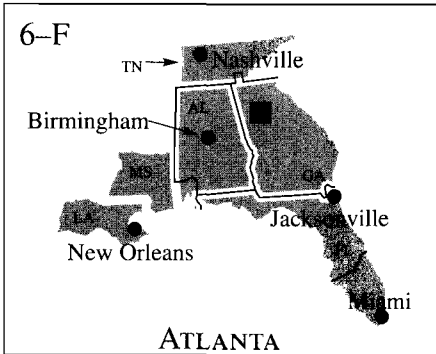 6–F
TN
Nashville
AL
Birmingham
MS
GA
LA
Jacksonville
New Orleans
FL
Miami
ATLANTA